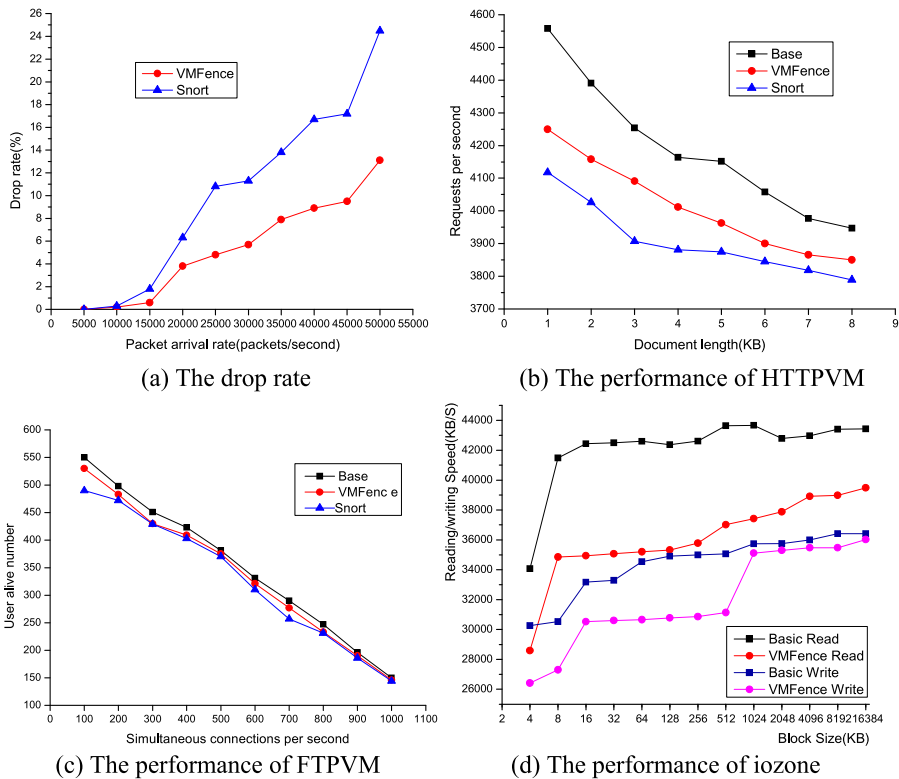 26
24
22
20
18
16
14
12
10
8
6
4
2
0
Drop rate(%)
VMFence
Snort
0 5000 10000 15000 20000 25000 30000 35000 40000 45000 50000 55000
Packet arrival rate(packets/second)
(a) The drop rate
4600
4500
4400
4300
4200
4100
4000
3900
3800
3700
Requests per second
Base
VMFence
Snort
0 1 2 3 4 5 6 7 8 9
Document length(KB)
(b) The performance of HTTPVM
600
550
500
450
400
350
300
250
200
150
100
User alive number
Base
VMFenc e
Snort
0 100 200 300 400 500 600 700 800 900 1000 1100
Simultaneous connections per second
(c) The performance of FTPVM
44000
42000
40000
38000
36000
34000
32000
30000
28000
26000
Reading/writing Speed(KB/S)
Basic Read
VMFence Read
Basic Write
VMFence Write
2 4 8 16 32 64 128 256 512 1024 2048 4096 8192 16384
Block Size(KB)
(d) The performance of iozone